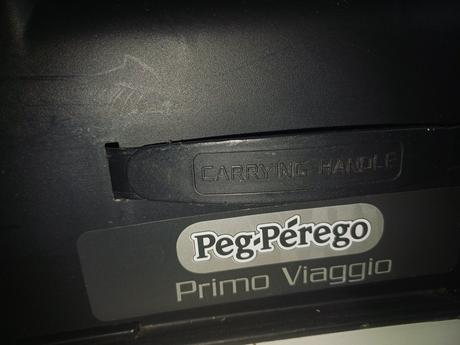 CARRYING HANDLE
Peg-Pérego
Primo Viaggio